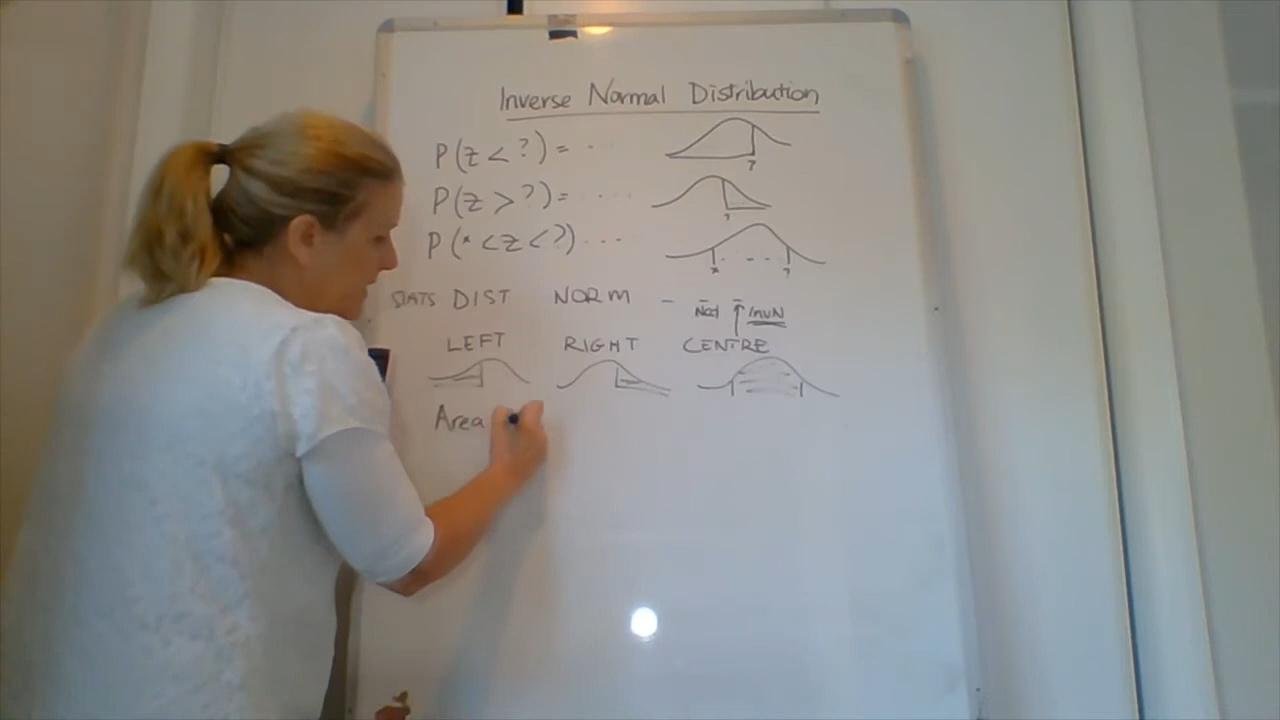 Inverse Normal Distribution
P(z < ?) = ...
?
P(z > ?) = ....
?
P(* < z < ?) ...
* ?
STATS DIST NORM - Ncd ↑ InvN
LEFT RIGHT CENTRE
Area